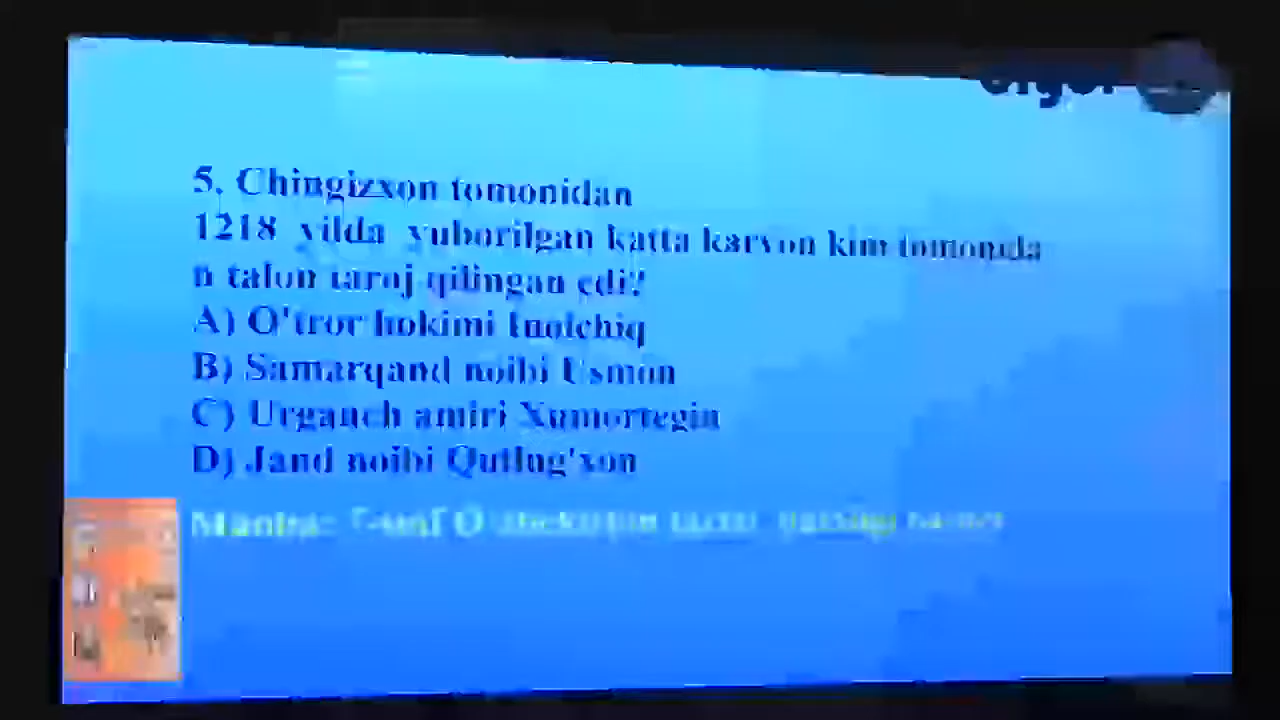 5. Chingizxon tomonidan
1218 yilda yuborilgan katta karvon kim tomonida
n talon taroj qilingan edi?
A) O'tror hokimi Inolchiq
B) Samarqand noibi Usmon
C) Urganch amiri Xumortegin
D) Jand noibi Qutlug'xon
Manba: